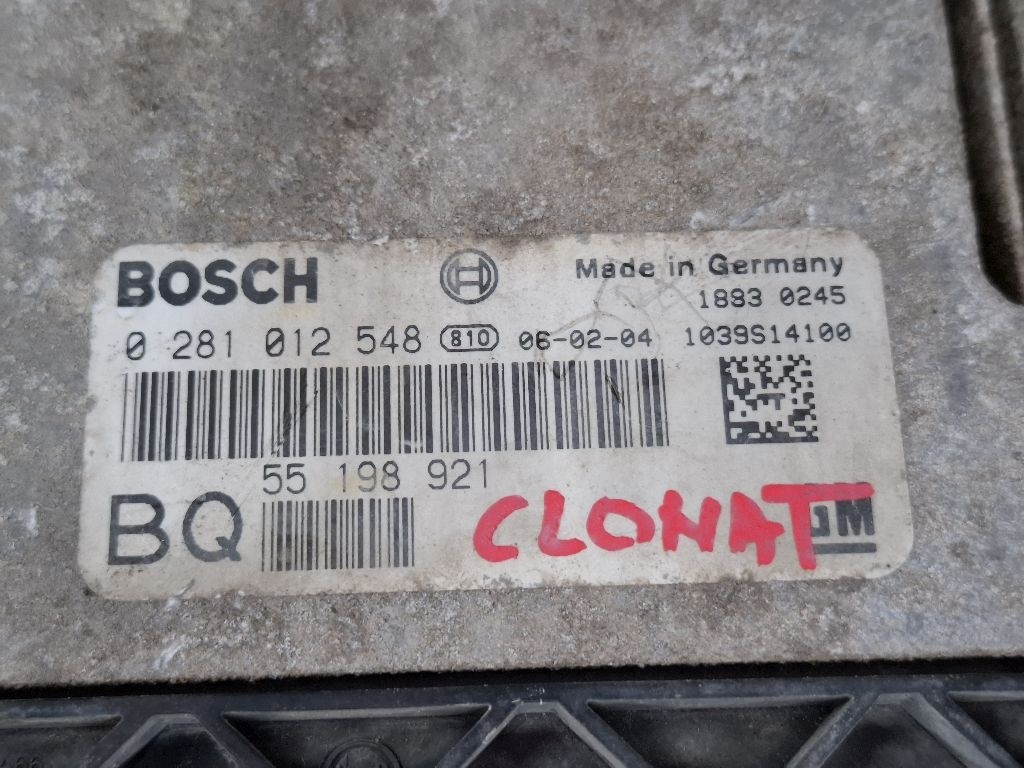 BOSCH
Made in Germany
1883 0245
0 281 012 548 810 06-02-04 1039S14100
55 198 921
BQ
CLONAT
GM